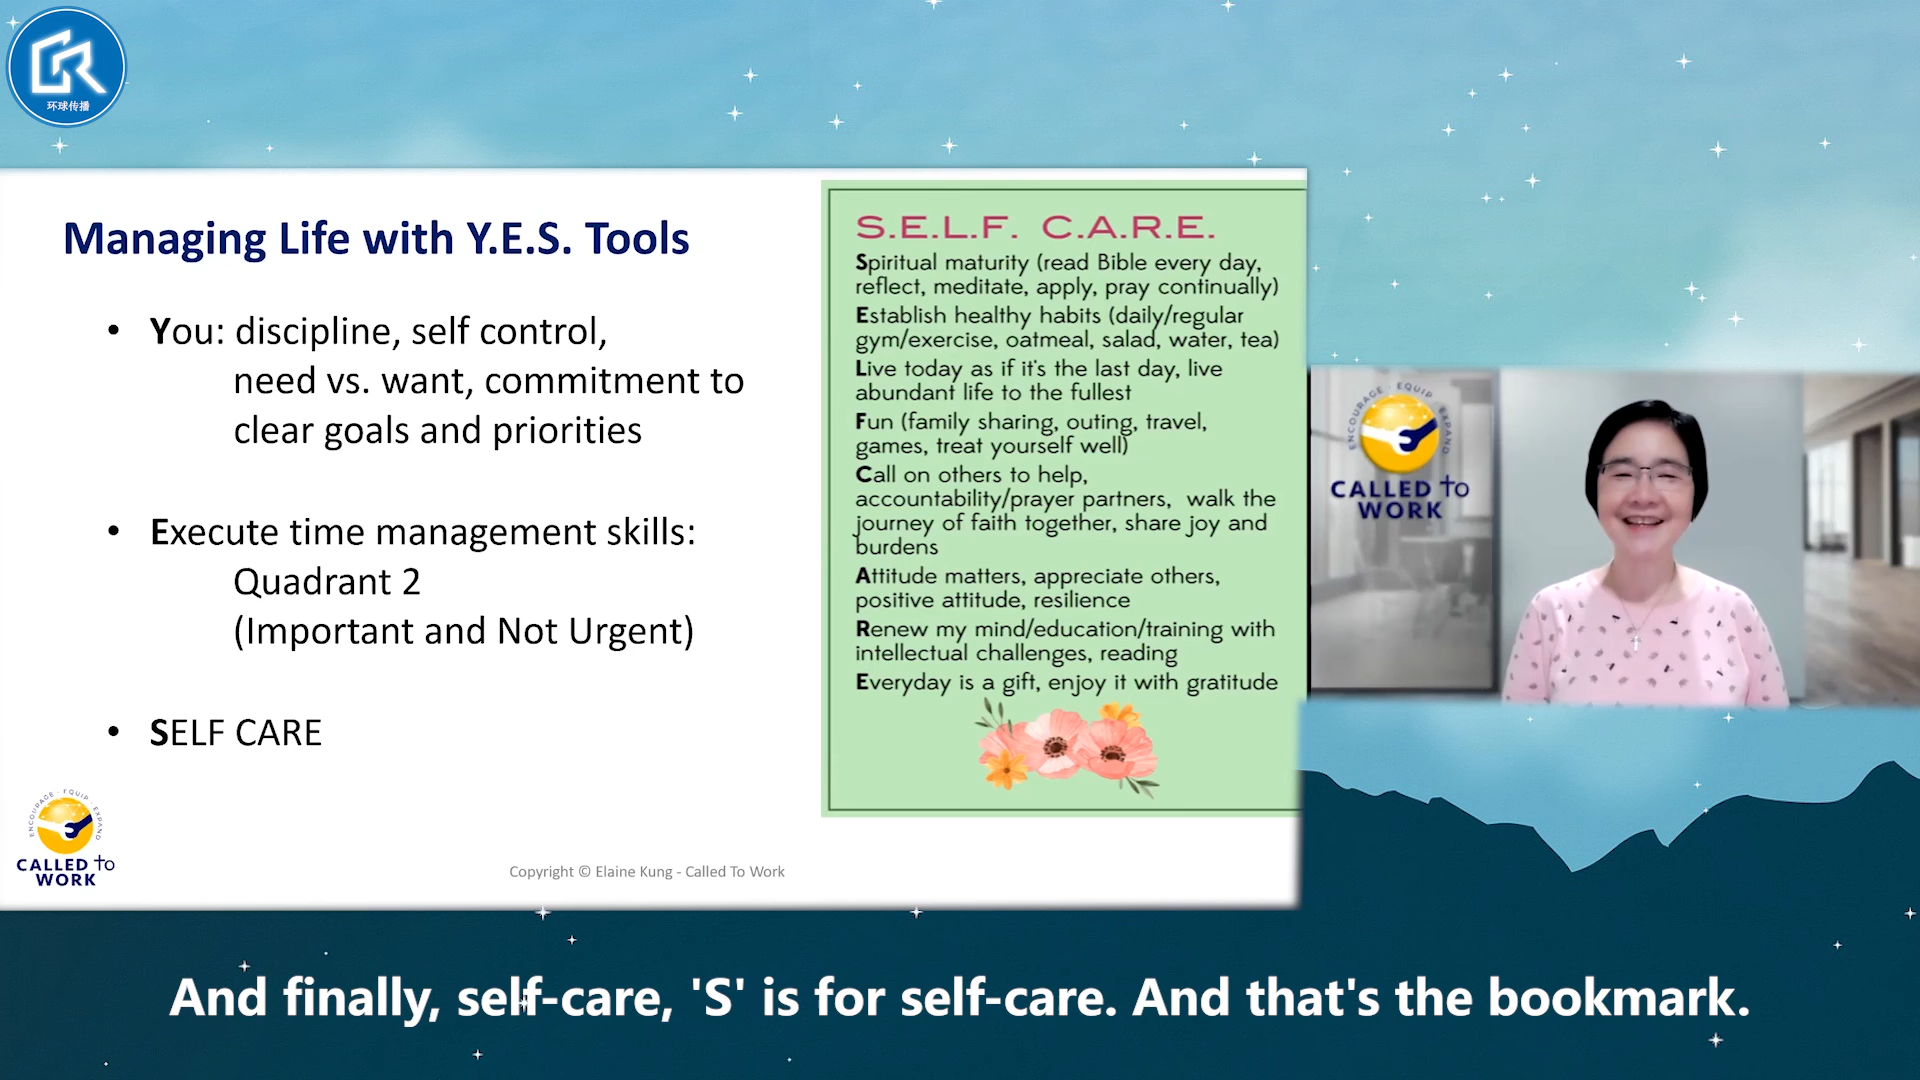 环球传播
Managing Life with Y.E.S. Tools
• You: discipline, self control,
need vs. want, commitment to
clear goals and priorities
• Execute time management skills:
Quadrant 2
(Important and Not Urgent)
• SELF CARE
ENCOURAGE · EQUIP · EXPAND
CALLED To
WORK
Copyright © Elaine Kung - Called To Work
S.E.L.F. C.A.R.E.
Spiritual maturity (read Bible every day,
reflect, meditate, apply, pray continually)
Establish healthy habits (daily/regular
gym/exercise, oatmeal, salad, water, tea)
Live today as if it's the last day, live
abundant life to the fullest
Fun (family sharing, outing, travel,
games, treat yourself well)
Call on others to help,
accountability/prayer partners, walk the
journey of faith together, share joy and
burdens
Attitude matters, appreciate others,
positive attitude, resilience
Renew my mind/education/training with
intellectual challenges, reading
Everyday is a gift, enjoy it with gratitude
ENCOURAGE · EQUIP · EXPAND
CALLED To
WORK
And finally, self-care, 'S' is for self-care. And that's the bookmark.